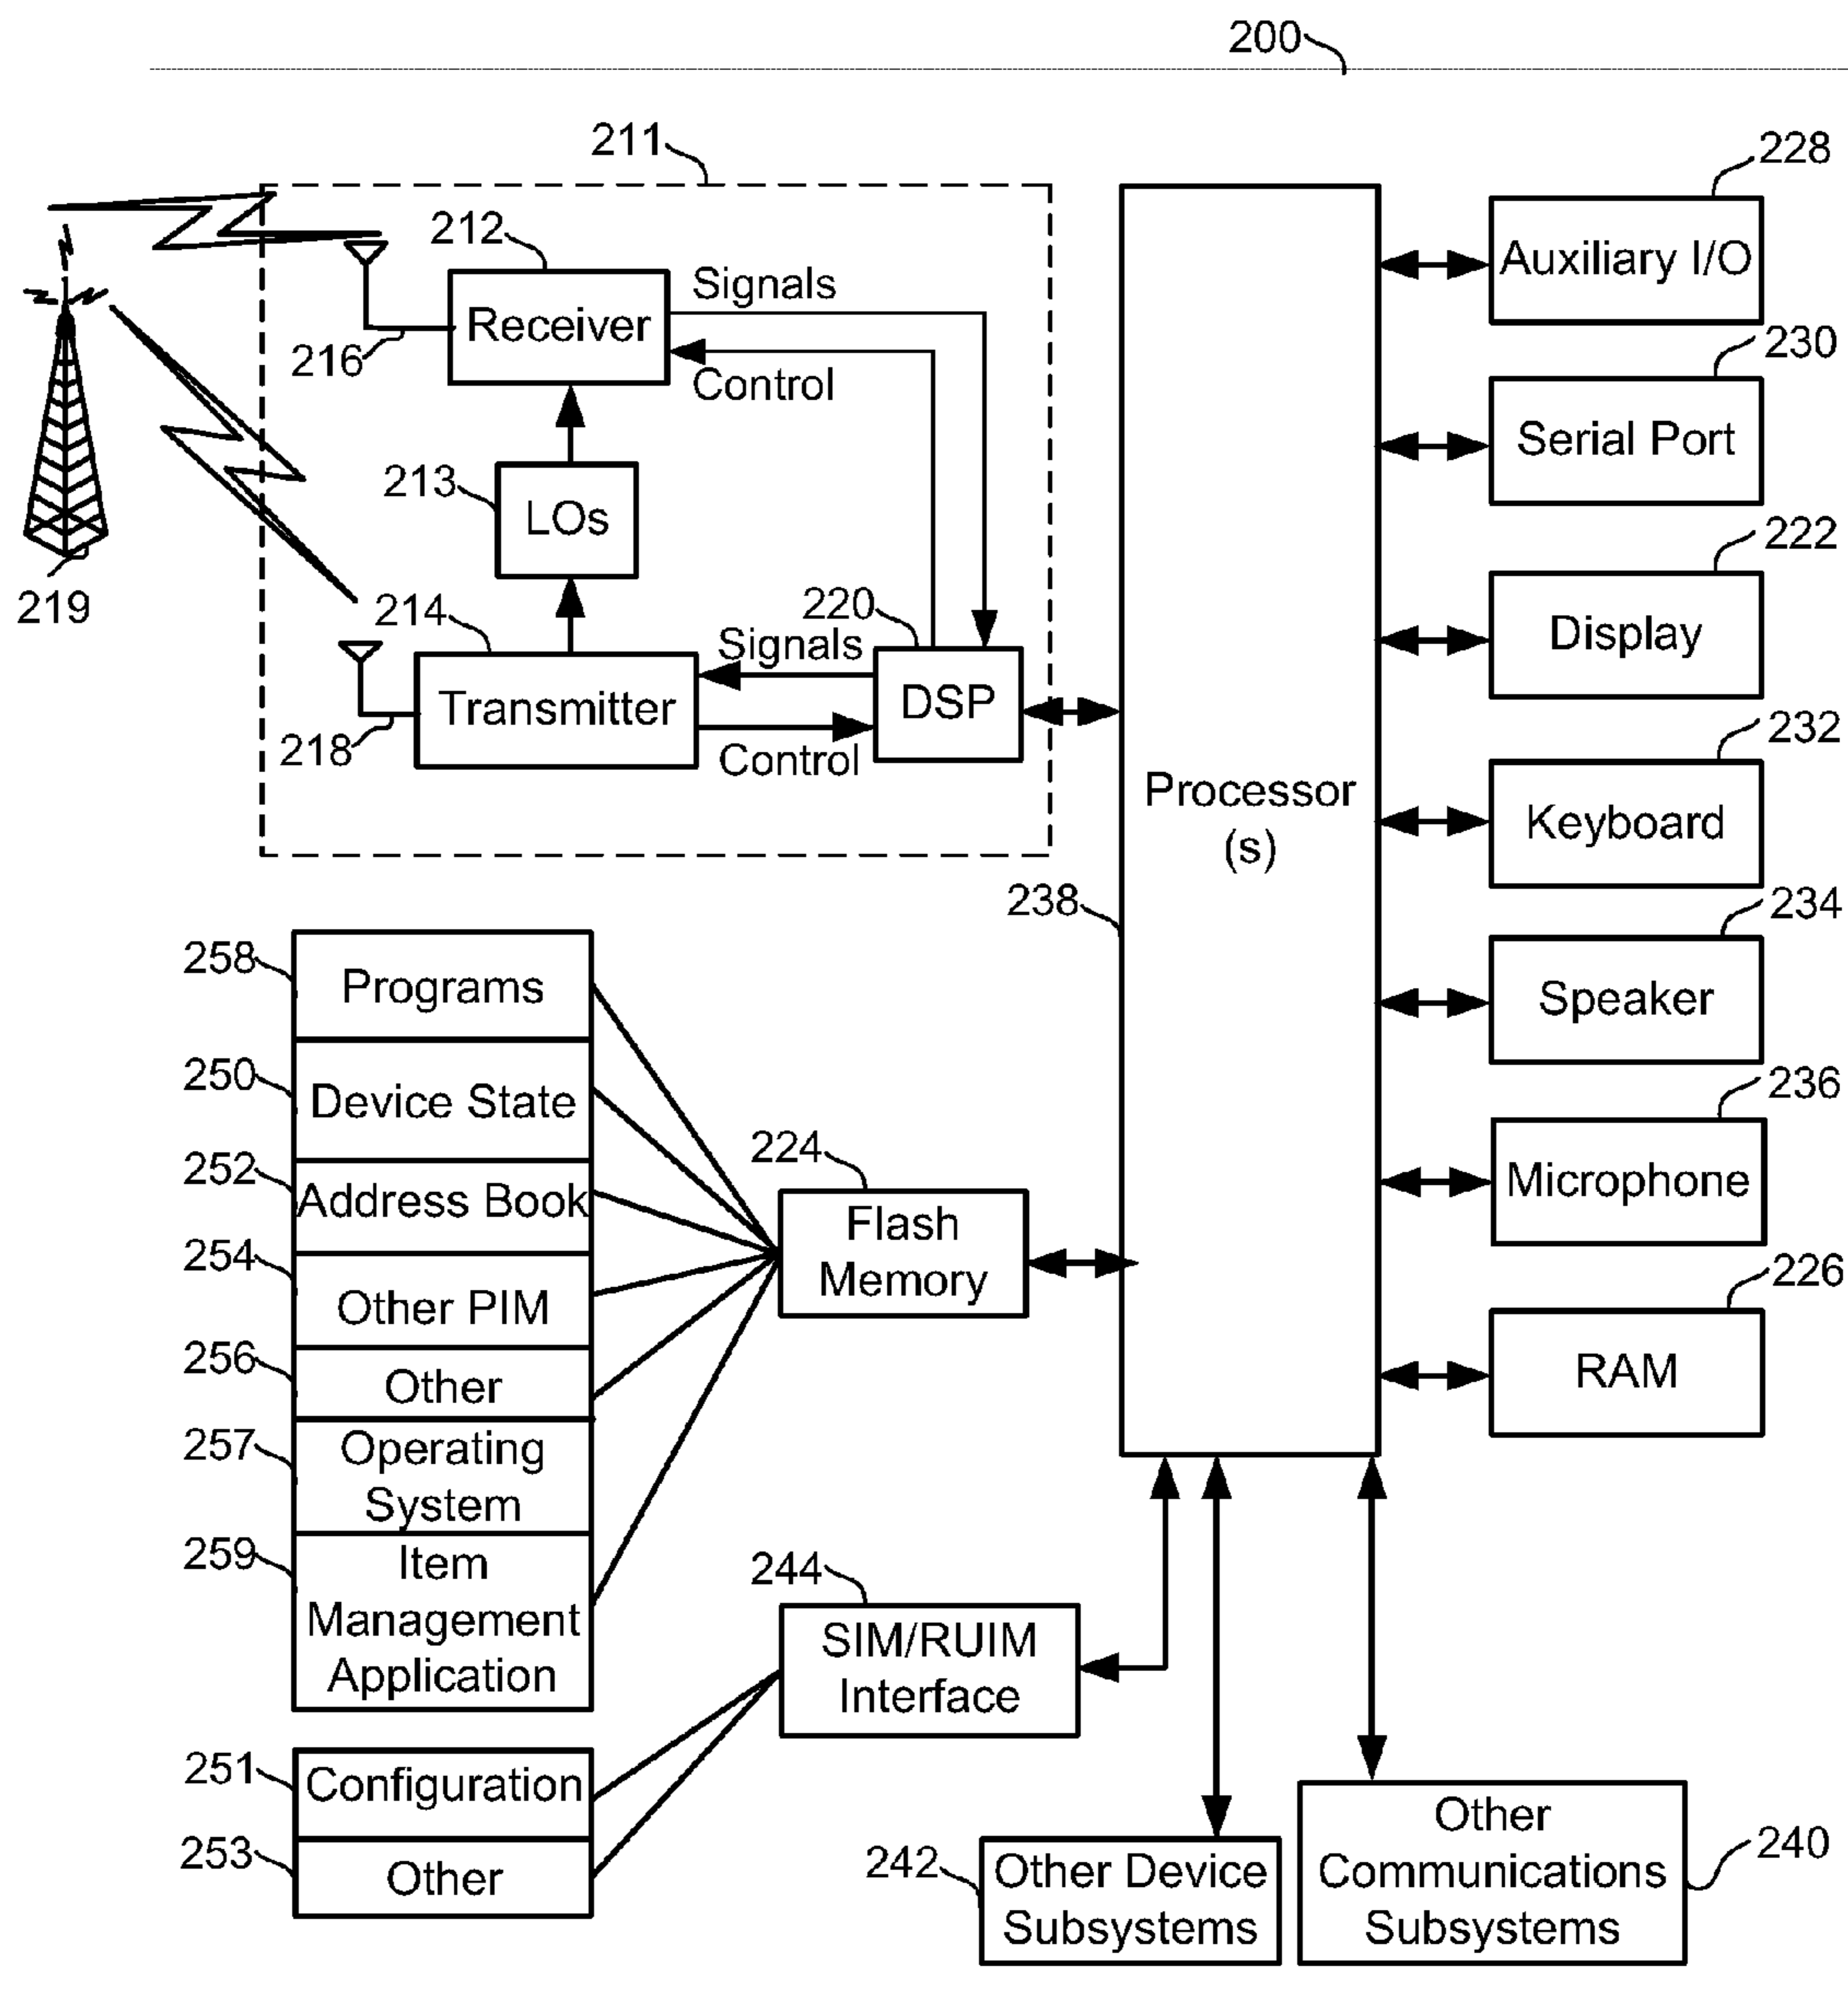 200
211
228
212
Signals
Auxiliary I/O
Receiver
216
Control
230
Serial Port
213
LOs
219
214
220
222
Signals
Display
Transmitter
DSP
218
Control
232
Processor
(s)
Keyboard
238
234
Speaker
258
Programs
250
Device State
236
Microphone
252
Address Book
224
Flash
Memory
254
Other PIM
226
RAM
256
Other
257
Operating
System
259
Item
Management
Application
244
SIM/RUIM
Interface
251
Configuration
253
Other
242
Other Device
Subsystems
Other
Communications
Subsystems
240